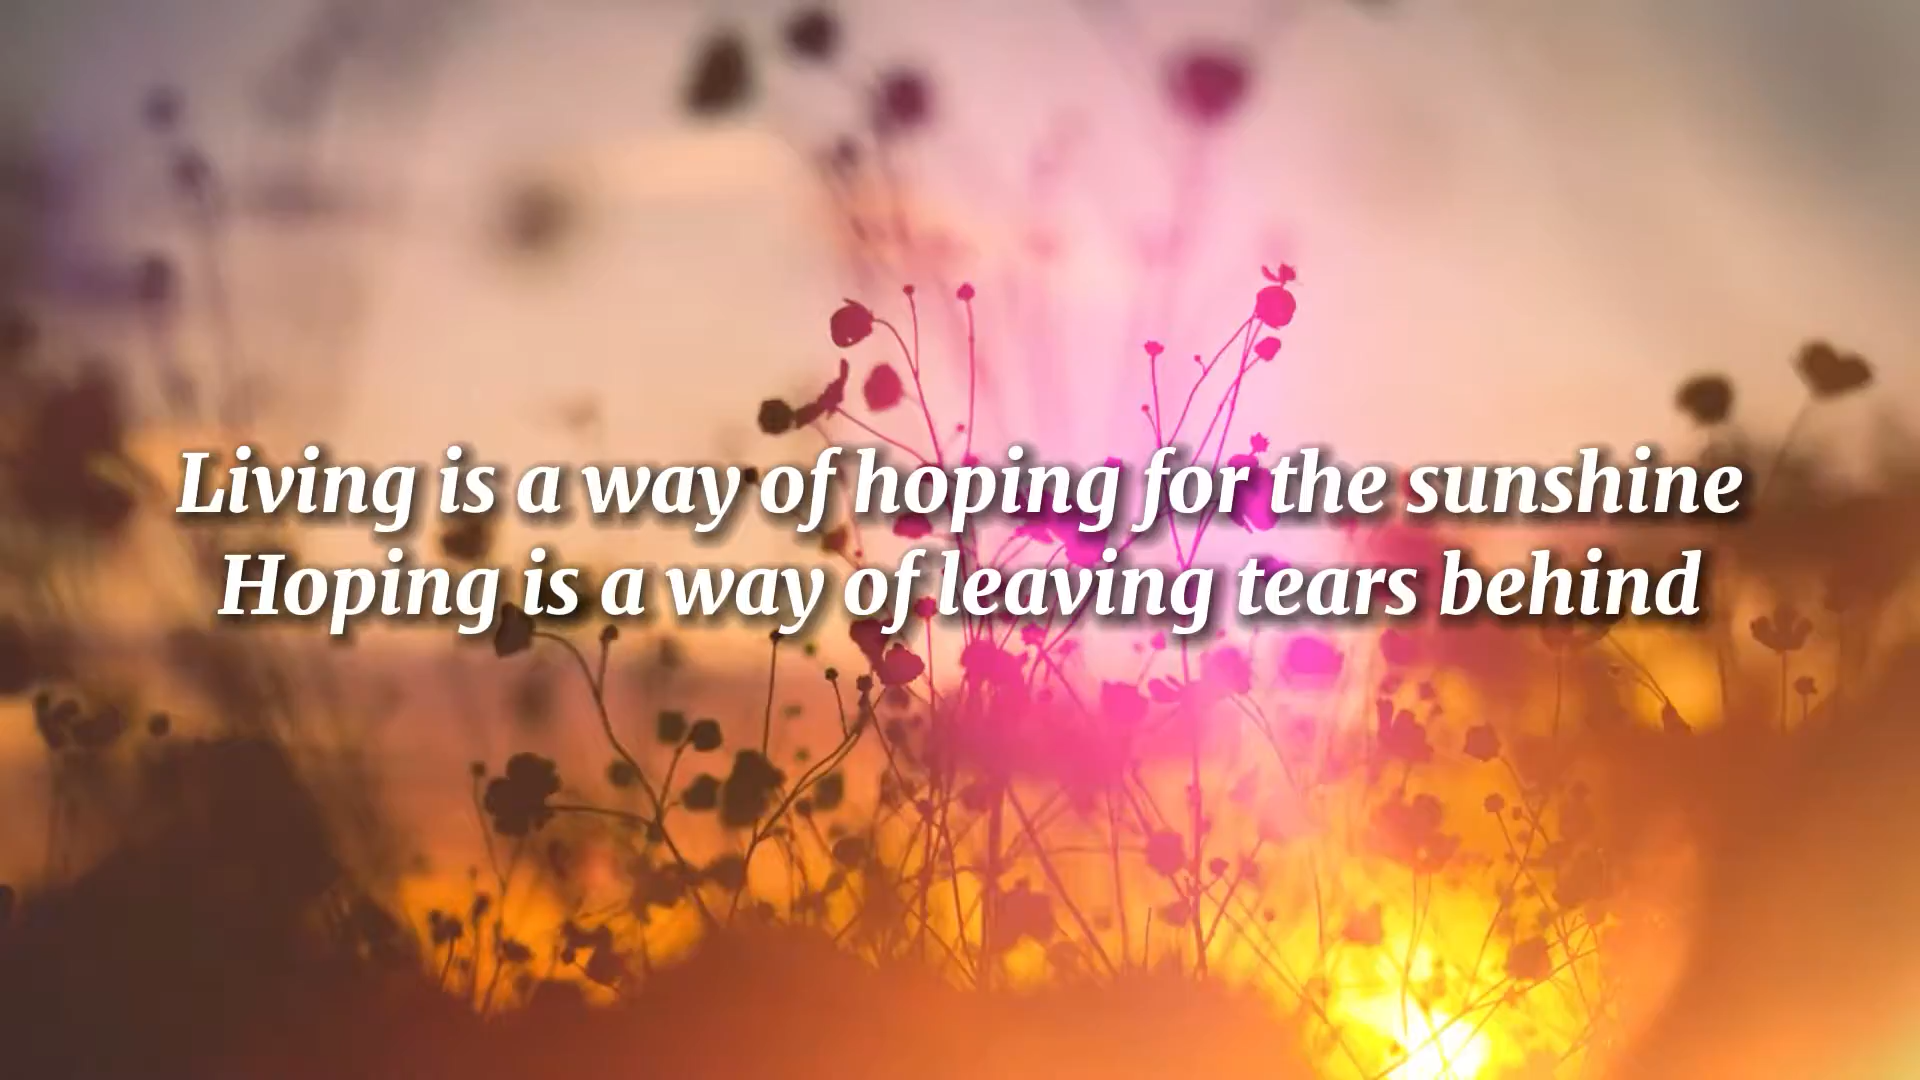 Living is a way of hoping for the sunshine
Hoping is a way of leaving tears behind